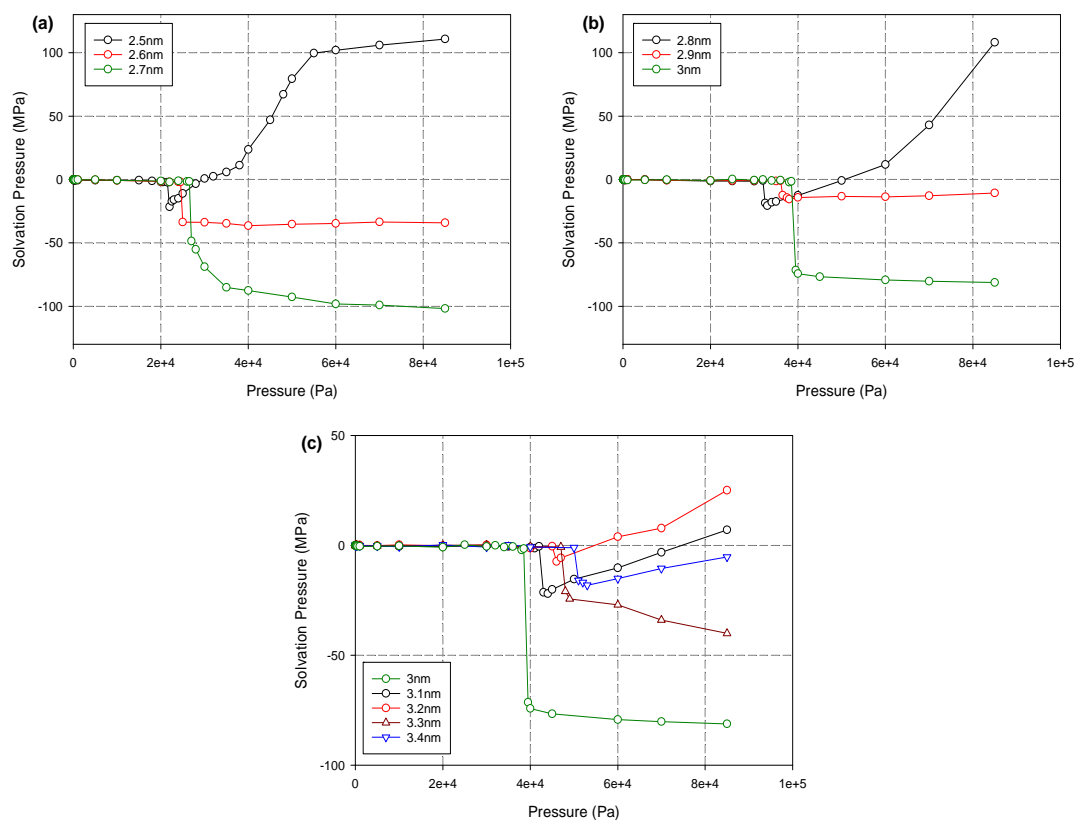 (a)
2.5nm
2.6nm
2.7nm
100
50
0
-50
-100
Solvation Pressure (MPa)
0 2e+4 4e+4 6e+4 8e+4 1e+5
Pressure (Pa)
(b)
2.8nm
2.9nm
3nm
100
50
0
-50
-100
Solvation Pressure (MPa)
0 2e+4 4e+4 6e+4 8e+4 1e+5
Pressure (Pa)
(c)
50
0
-50
-100
Solvation Pressure (MPa)
3nm
3.1nm
3.2nm
3.3nm
3.4nm
0 2e+4 4e+4 6e+4 8e+4 1e+5
Pressure (Pa)